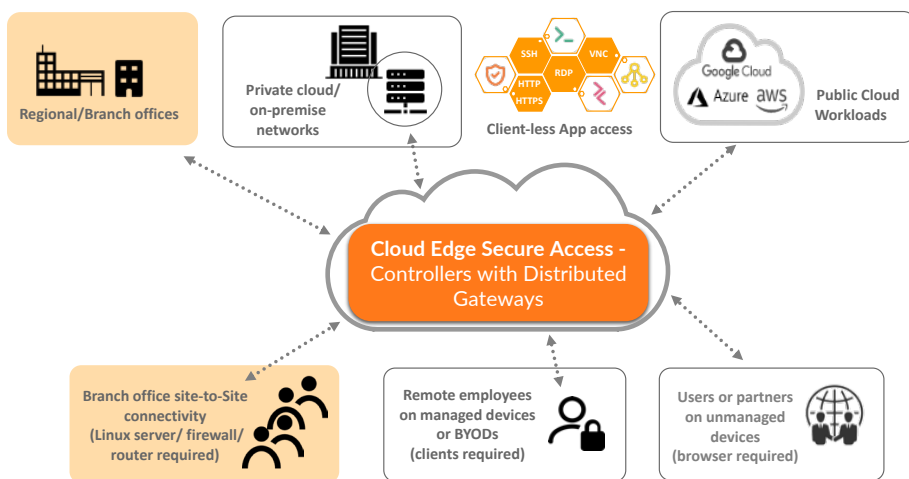 Regional/Branch offices
Private cloud/
on-premise
networks
SSH
VNC
RDP
HTTP
HTTPS
Client-less App access
Google Cloud
Azure
aws
Public Cloud
Workloads
Cloud Edge Secure Access -
Controllers with Distributed
Gateways
Branch office site-to-Site
connectivity
(Linux server/ firewall/
router required)
Remote employees
on managed devices
or BYODs
(clients required)
Users or partners
on unmanaged
devices
(browser required)